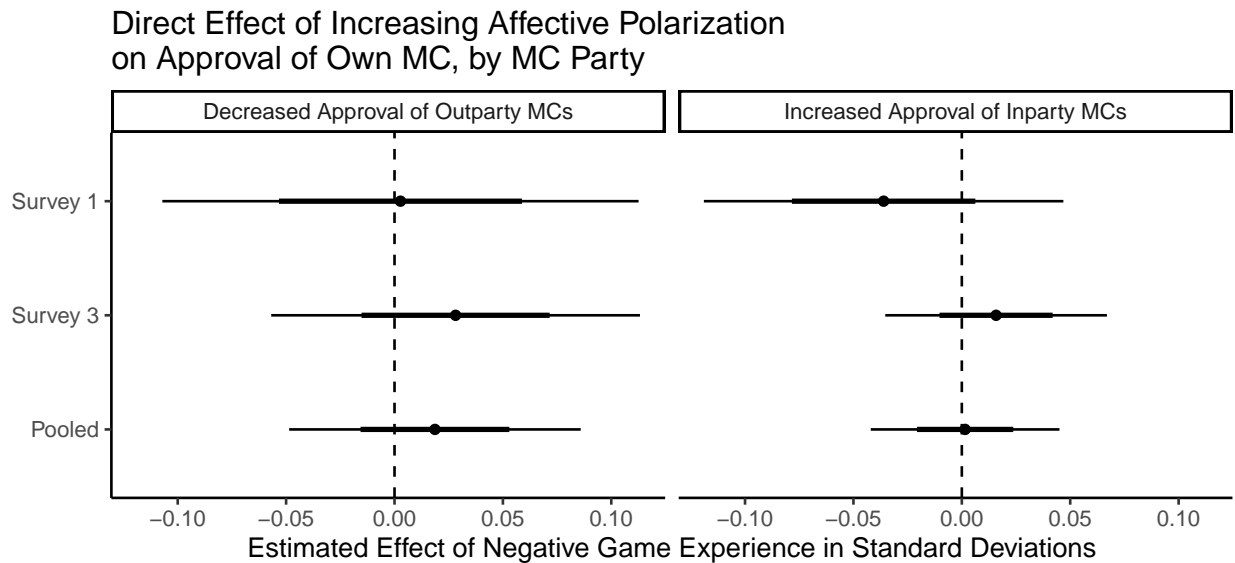 Direct Effect of Increasing Affective Polarization
on Approval of Own MC, by MC Party
Decreased Approval of Outparty MCs
Increased Approval of Inparty MCs
Survey 1
Survey 3
Pooled
−0.10 −0.05 0.00 0.05 0.10
−0.10 −0.05 0.00 0.05 0.10
Estimated Effect of Negative Game Experience in Standard Deviations